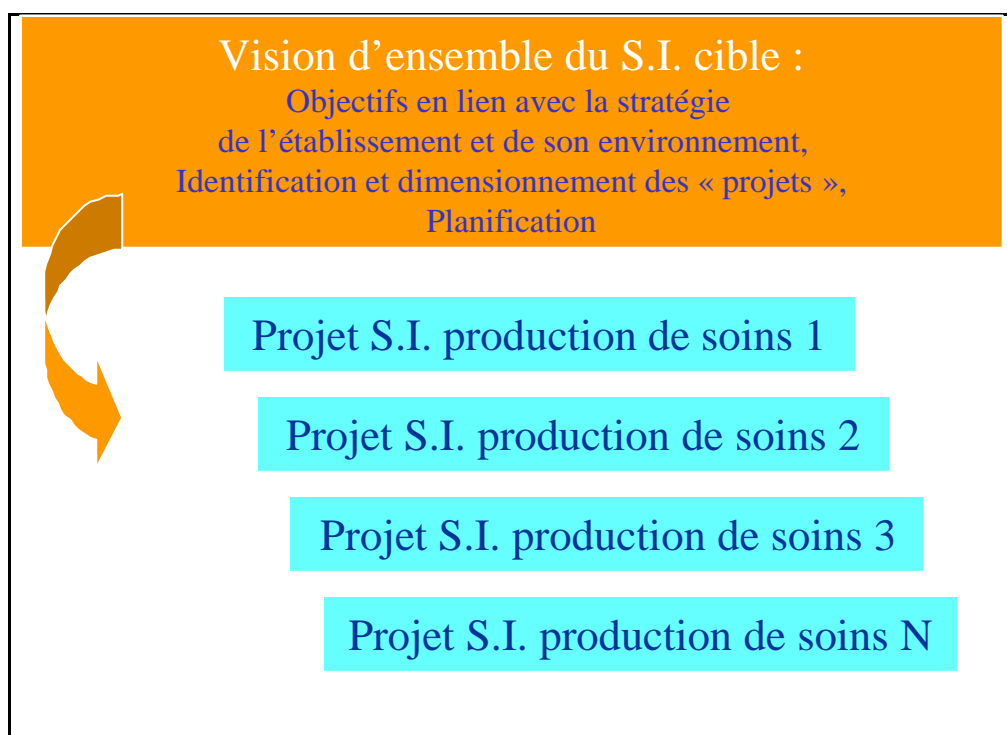 Vision d’ensemble du S.I. cible :
Objectifs en lien avec la stratégie
de l’établissement et de son environnement,
Identification et dimensionnement des « projets »,
Planification
Projet S.I. production de soins 1
Projet S.I. production de soins 2
Projet S.I. production de soins 3
Projet S.I. production de soins N